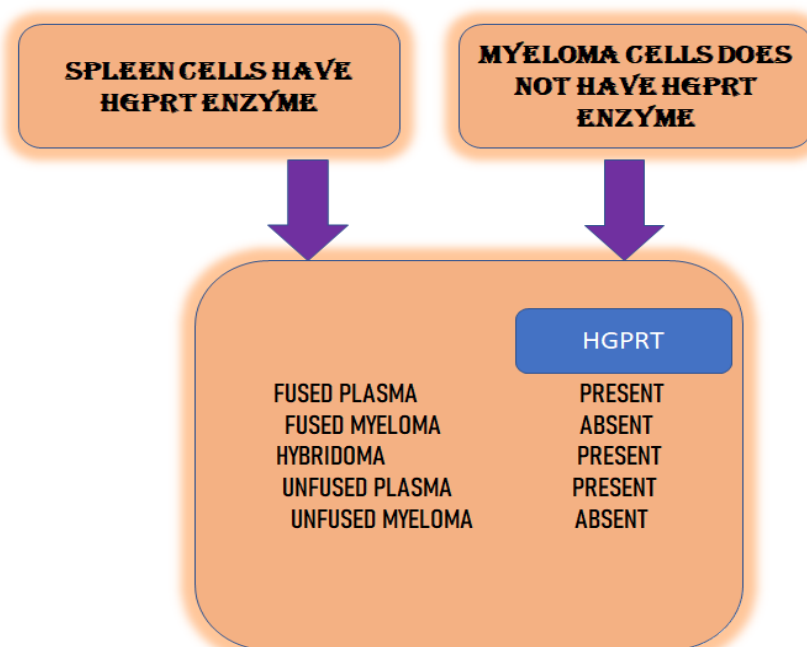 SPLEEN CELLS HAVE
HGPRT ENZYME
MYELOMA CELLS DOES
NOT HAVE HGPRT
ENZYME
HGPRT
FUSED PLASMA PRESENT
FUSED MYELOMA ABSENT
HYBRIDOMA PRESENT
UNFUSED PLASMA PRESENT
UNFUSED MYELOMA ABSENT